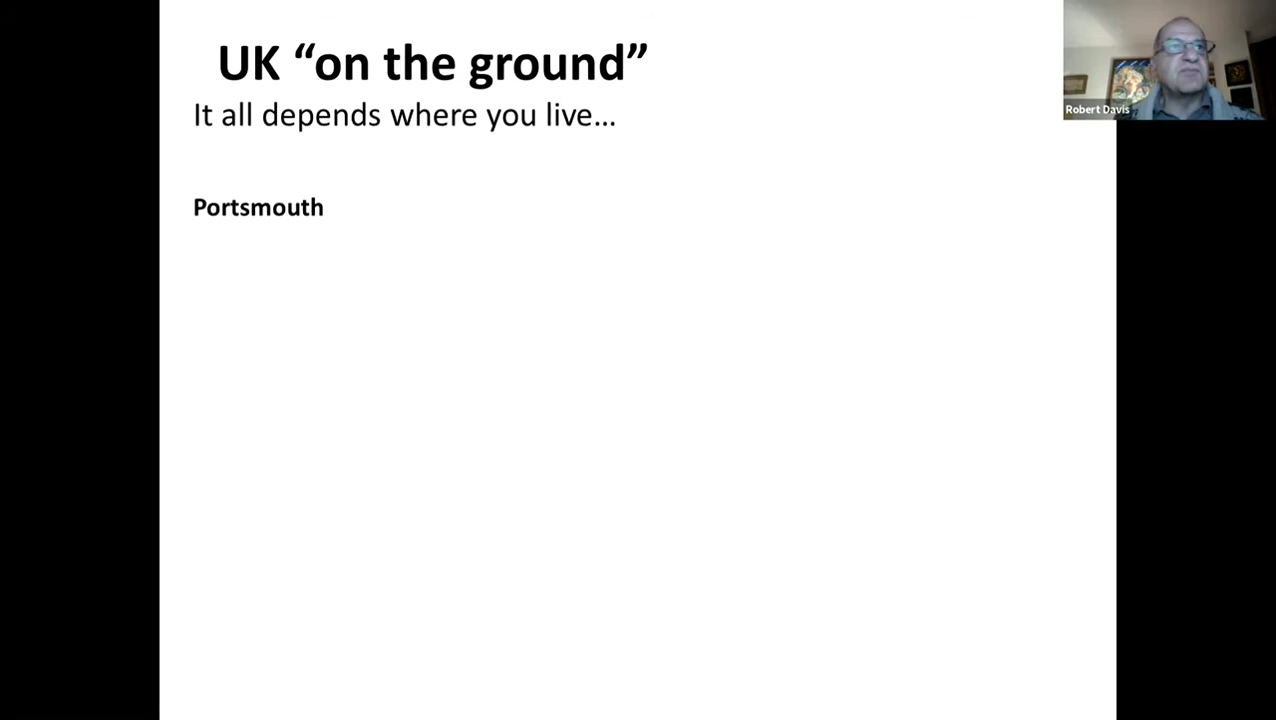 UK “on the ground”
It all depends where you live…
Portsmouth
Robert Davis